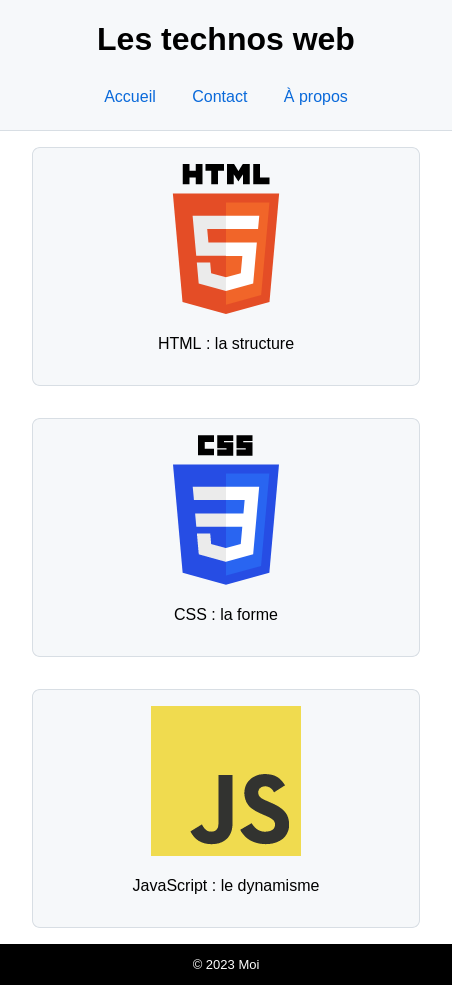 Les technos web
Accueil Contact À propos
HTML
5
HTML : la structure
CSS
3
CSS : la forme
JS
JavaScript : le dynamisme
© 2023 Moi